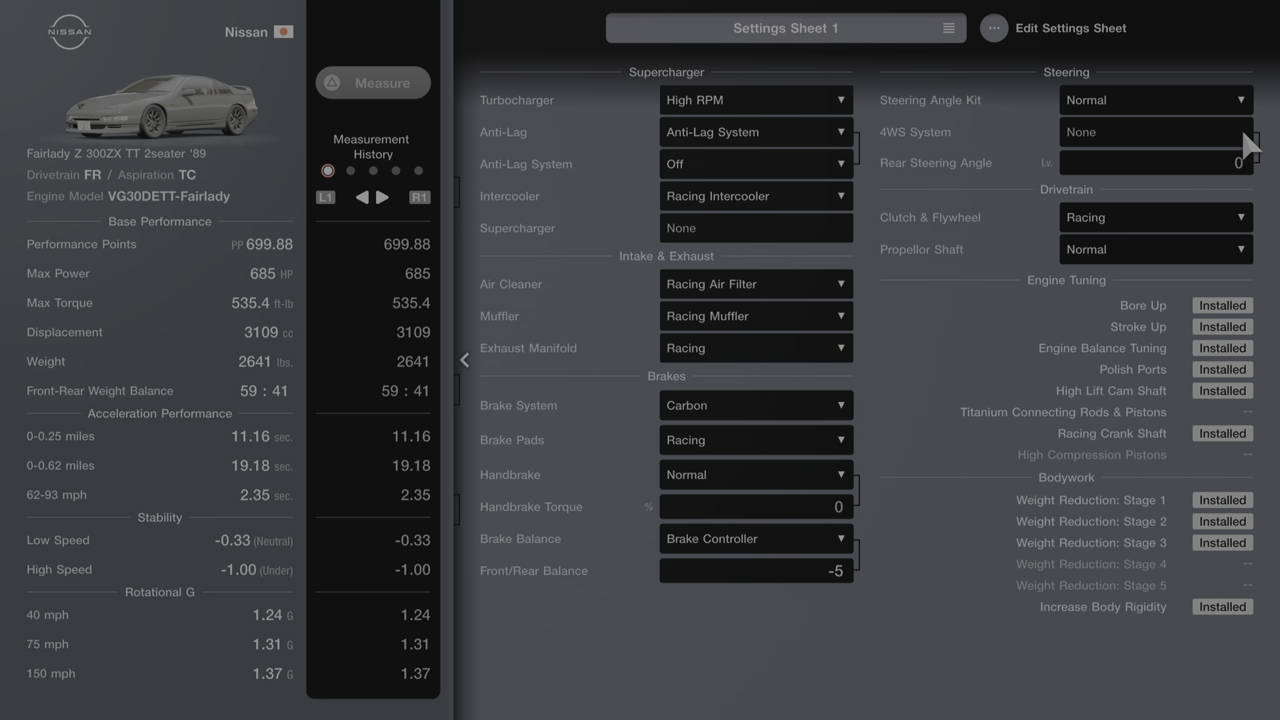 NISSAN
Nissan
Fairlady Z 300ZX TT 2seater '89
Drivetrain FR / Aspiration TC
Engine Model VG30DETT-Fairlady
Base Performance
Performance Points PP 699.88
Max Power 685 HP
Max Torque 535.4 ft-lb
Displacement 3109 cc
Weight 2641 lbs.
Front-Rear Weight Balance 59 : 41
Acceleration Performance
0-0.25 miles 11.16 sec.
0-0.62 miles 19.18 sec.
62-93 mph 2.35 sec.
Stability
Low Speed -0.33 (Neutral)
High Speed -1.00 (Under)
Rotational G
40 mph 1.24 G
75 mph 1.31 G
150 mph 1.37 G
Measure
Measurement
History
L1 R1
699.88
685
535.4
3109
2641
59 : 41
11.16
19.18
2.35
-0.33
-1.00
1.24
1.31
1.37
Settings Sheet 1
Edit Settings Sheet
Supercharger
Turbocharger High RPM
Anti-Lag Anti-Lag System
Anti-Lag System Off
Intercooler Racing Intercooler
Supercharger None
Intake & Exhaust
Air Cleaner Racing Air Filter
Muffler Racing Muffler
Exhaust Manifold Racing
Brakes
Brake System Carbon
Brake Pads Racing
Handbrake Normal
Handbrake Torque % 0
Brake Balance Brake Controller
Front/Rear Balance -5
Steering
Steering Angle Kit Normal
4WS System None
Rear Steering Angle Lv. 0
Drivetrain
Clutch & Flywheel Racing
Propellor Shaft Normal
Engine Tuning
Bore Up Installed
Stroke Up Installed
Engine Balance Tuning Installed
Polish Ports Installed
High Lift Cam Shaft Installed
Titanium Connecting Rods & Pistons --
Racing Crank Shaft Installed
High Compression Pistons --
Bodywork
Weight Reduction: Stage 1 Installed
Weight Reduction: Stage 2 Installed
Weight Reduction: Stage 3 Installed
Weight Reduction: Stage 4 --
Weight Reduction: Stage 5 --
Increase Body Rigidity Installed